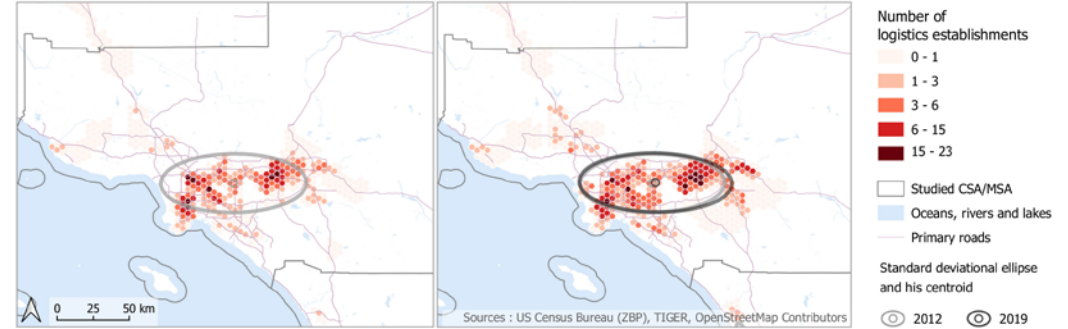 Number of
logistics establishments
0 - 1
1 - 3
3 - 6
6 - 15
15 - 23
Studied CSA/MSA
Oceans, rivers and lakes
Primary roads
Standard deviational ellipse
and his centroid
2012 2019
0 25 50 km
Sources : US Census Bureau (ZBP), TIGER, OpenStreetMap Contributors